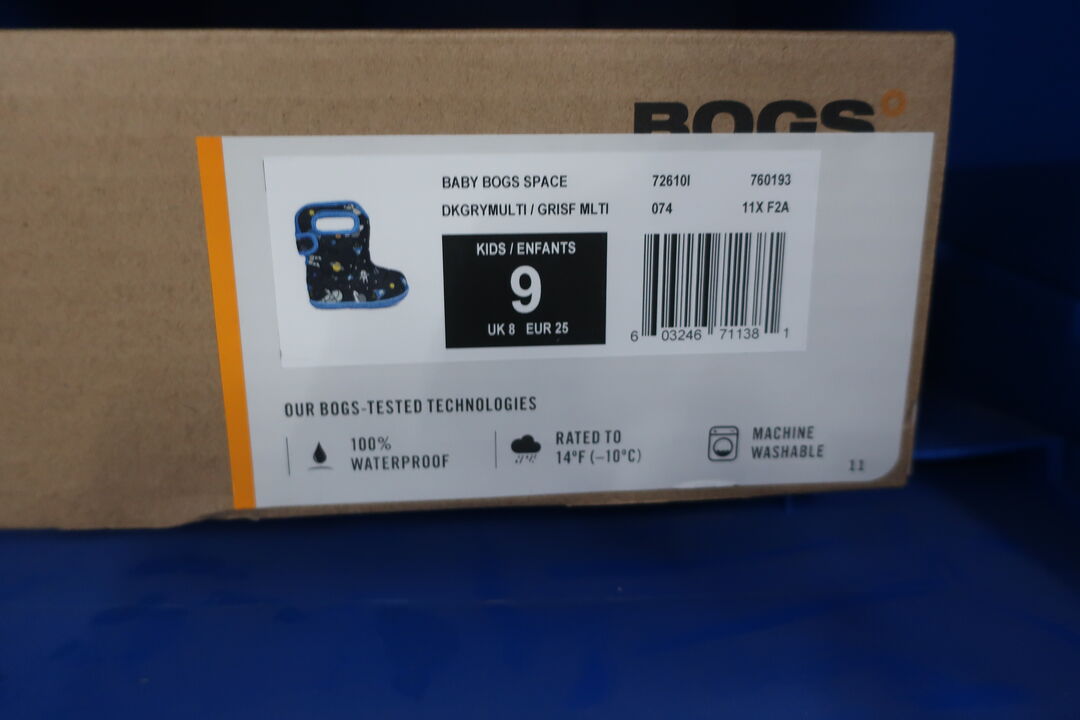 BOGS
BABY BOGS SPACE 72610I 760193
DKGRYMULTI / GRISF MLTI 074 11X F2A
KIDS / ENFANTS
9
UK 8 EUR 25
6 03246 71138 1
OUR BOGS-TESTED TECHNOLOGIES
100%
WATERPROOF
RATED TO
14°F (–10°C)
MACHINE
WASHABLE
11